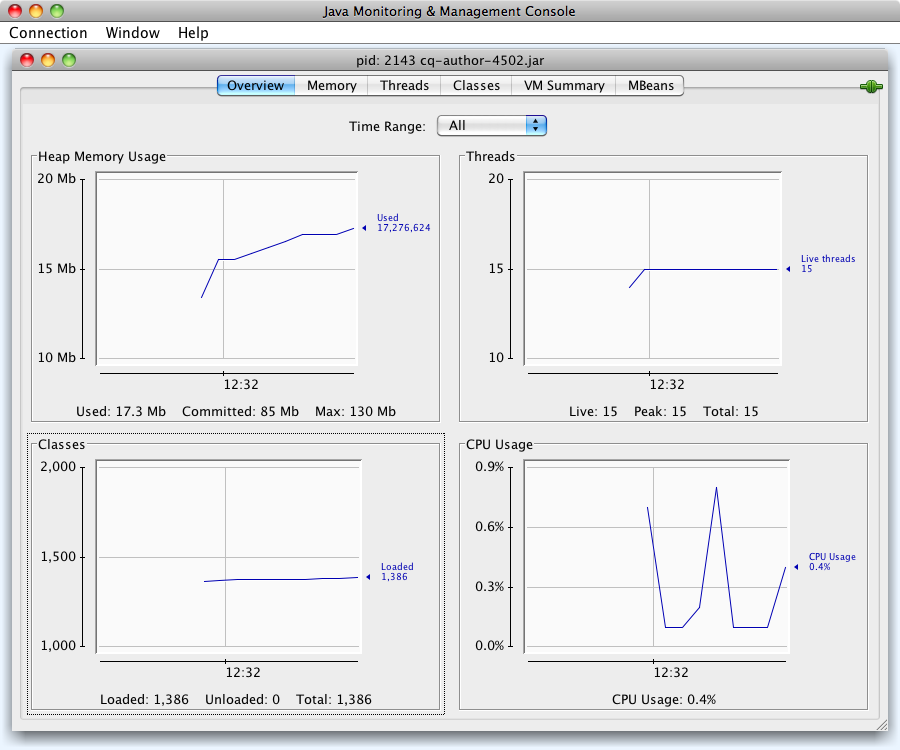 Java Monitoring & Management Console
Connection Window Help
pid: 2143 cq-author-4502.jar
Overview Memory Threads Classes VM Summary MBeans
Time Range: All
Heap Memory Usage
20 Mb
15 Mb
10 Mb
Used
17,276,624
12:32
Used: 17.3 Mb Committed: 85 Mb Max: 130 Mb
Threads
20
15
10
Live threads
15
12:32
Live: 15 Peak: 15 Total: 15
Classes
2,000
1,500
1,000
Loaded
1,386
12:32
Loaded: 1,386 Unloaded: 0 Total: 1,386
CPU Usage
0.9%
0.6%
0.3%
0.0%
CPU Usage
0.4%
12:32
CPU Usage: 0.4%